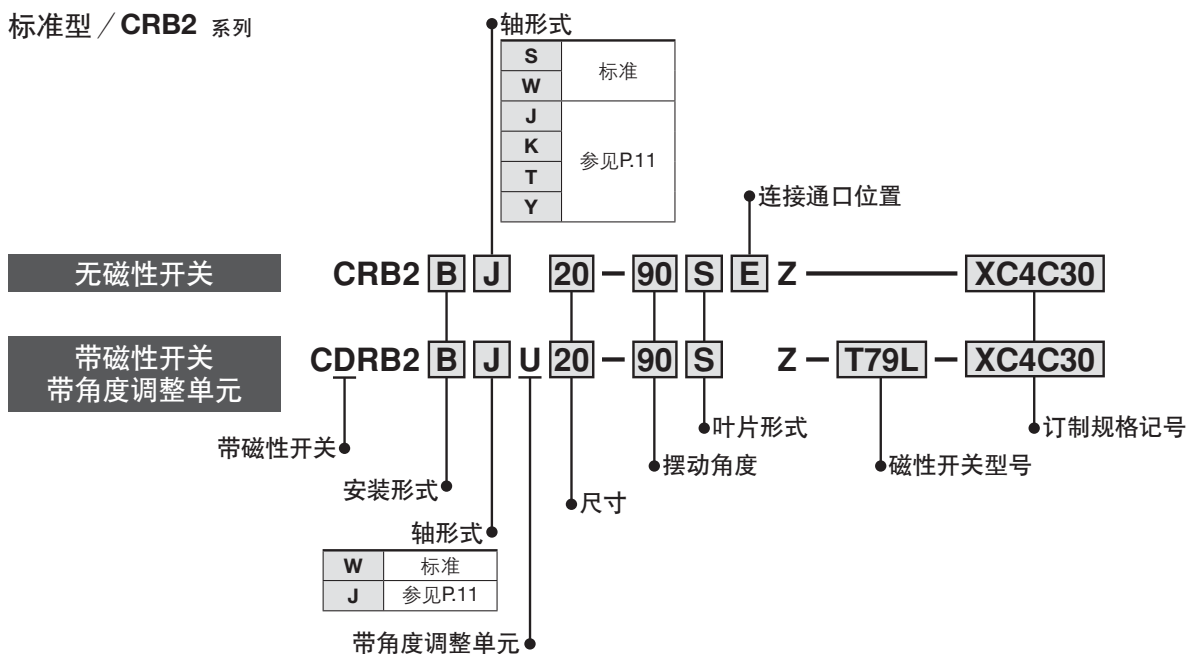 标准型／CRB2 系列
轴形式
S 标准
W
J 参见P.11
K
T
Y
连接通口位置
无磁性开关 CRB2 B J 20－90 S E Z XC4C30
带磁性开关
带角度调整单元 CDRB2 B J U 20－90 S Z－T79L－XC4C30
叶片形式 订制规格记号
带磁性开关 摆动角度 磁性开关型号
安装形式 尺寸
轴形式
W 标准
J 参见P.11
带角度调整单元